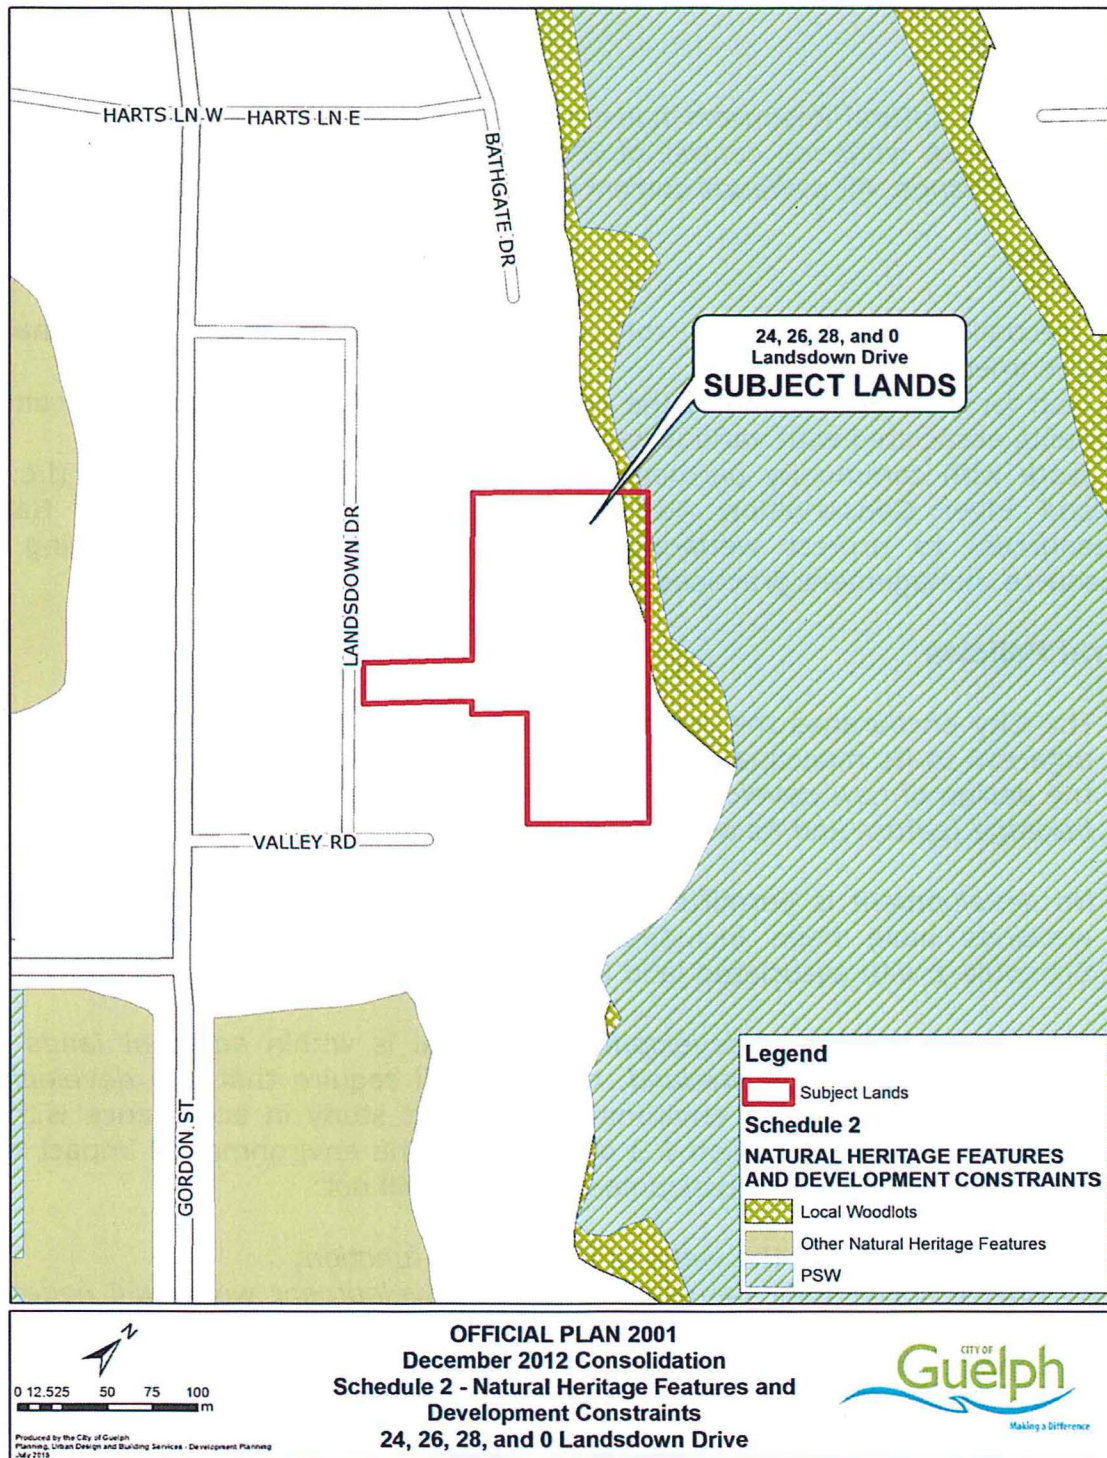 HARTS LN W
HARTS LN E
BATHGATE DR
24, 26, 28, and 0
Landsdown Drive
SUBJECT LANDS
LANDSDOWN DR
VALLEY RD
GORDON ST
Legend
Subject Lands
Schedule 2
NATURAL HERITAGE FEATURES
AND DEVELOPMENT CONSTRAINTS
Local Woodlots
Other Natural Heritage Features
PSW
N
0 12.525 50 75 100
m
Produced by the City of Guelph
Planning, Urban Design and Building Services - Development Planning
OFFICIAL PLAN 2001
December 2012 Consolidation
Schedule 2 - Natural Heritage Features and
Development Constraints
24, 26, 28, and 0 Landsdown Drive
CITY OF
Guelph
Making a Difference